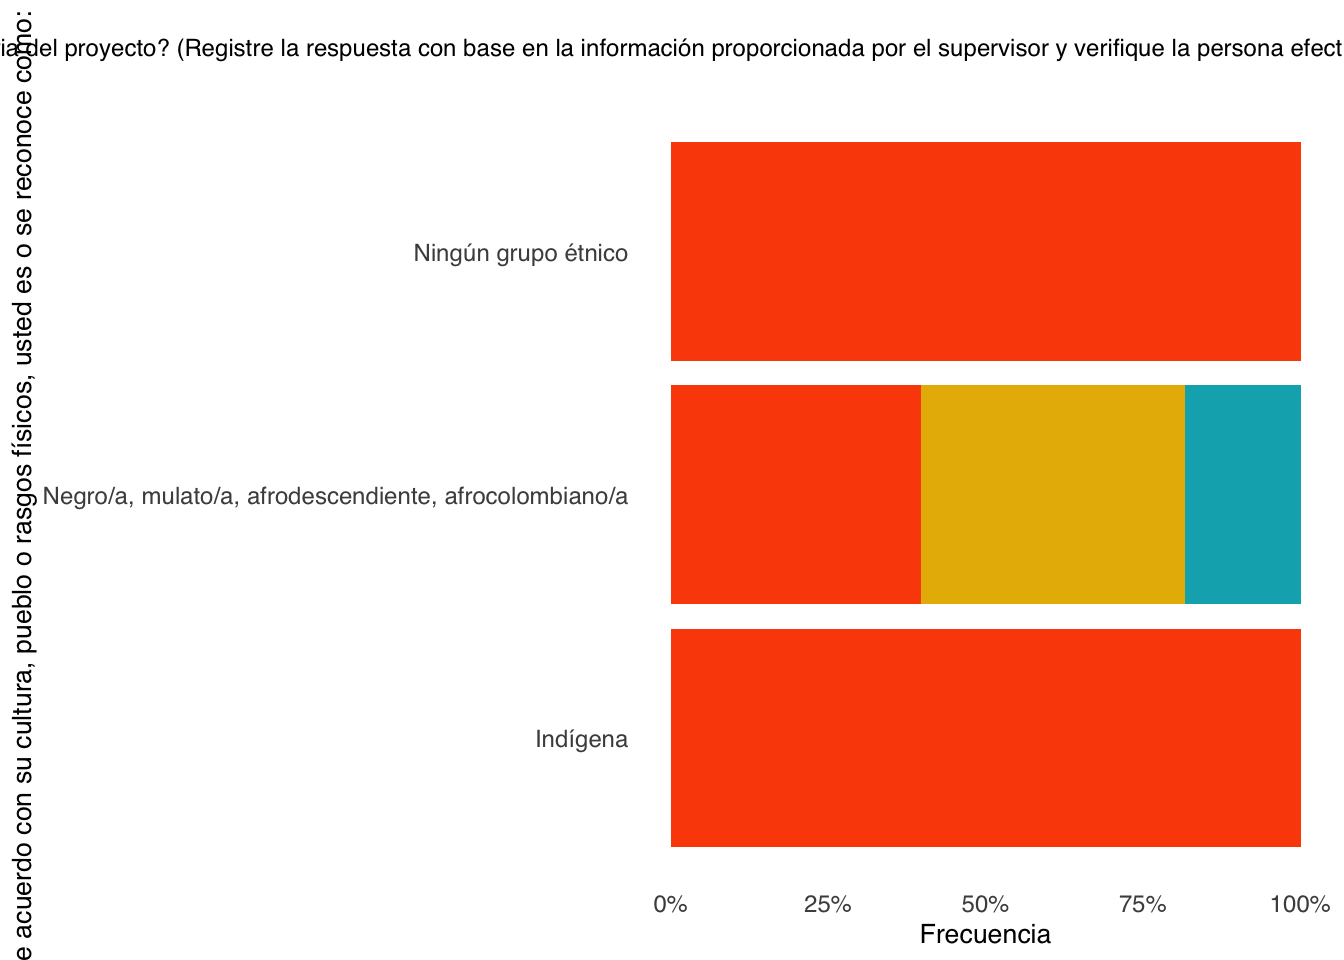 del proyecto? (Registre la respuesta con base en la información proporcionada por el supervisor y verifique la persona
e acuerdo con su cultura, pueblo o rasgos físicos, usted es o se reconoce como:
Ningún grupo étnico
Negro/a, mulato/a, afrodescendiente, afrocolombiano/a
Indígena
0% 25% 50% 75% 100%
Frecuencia